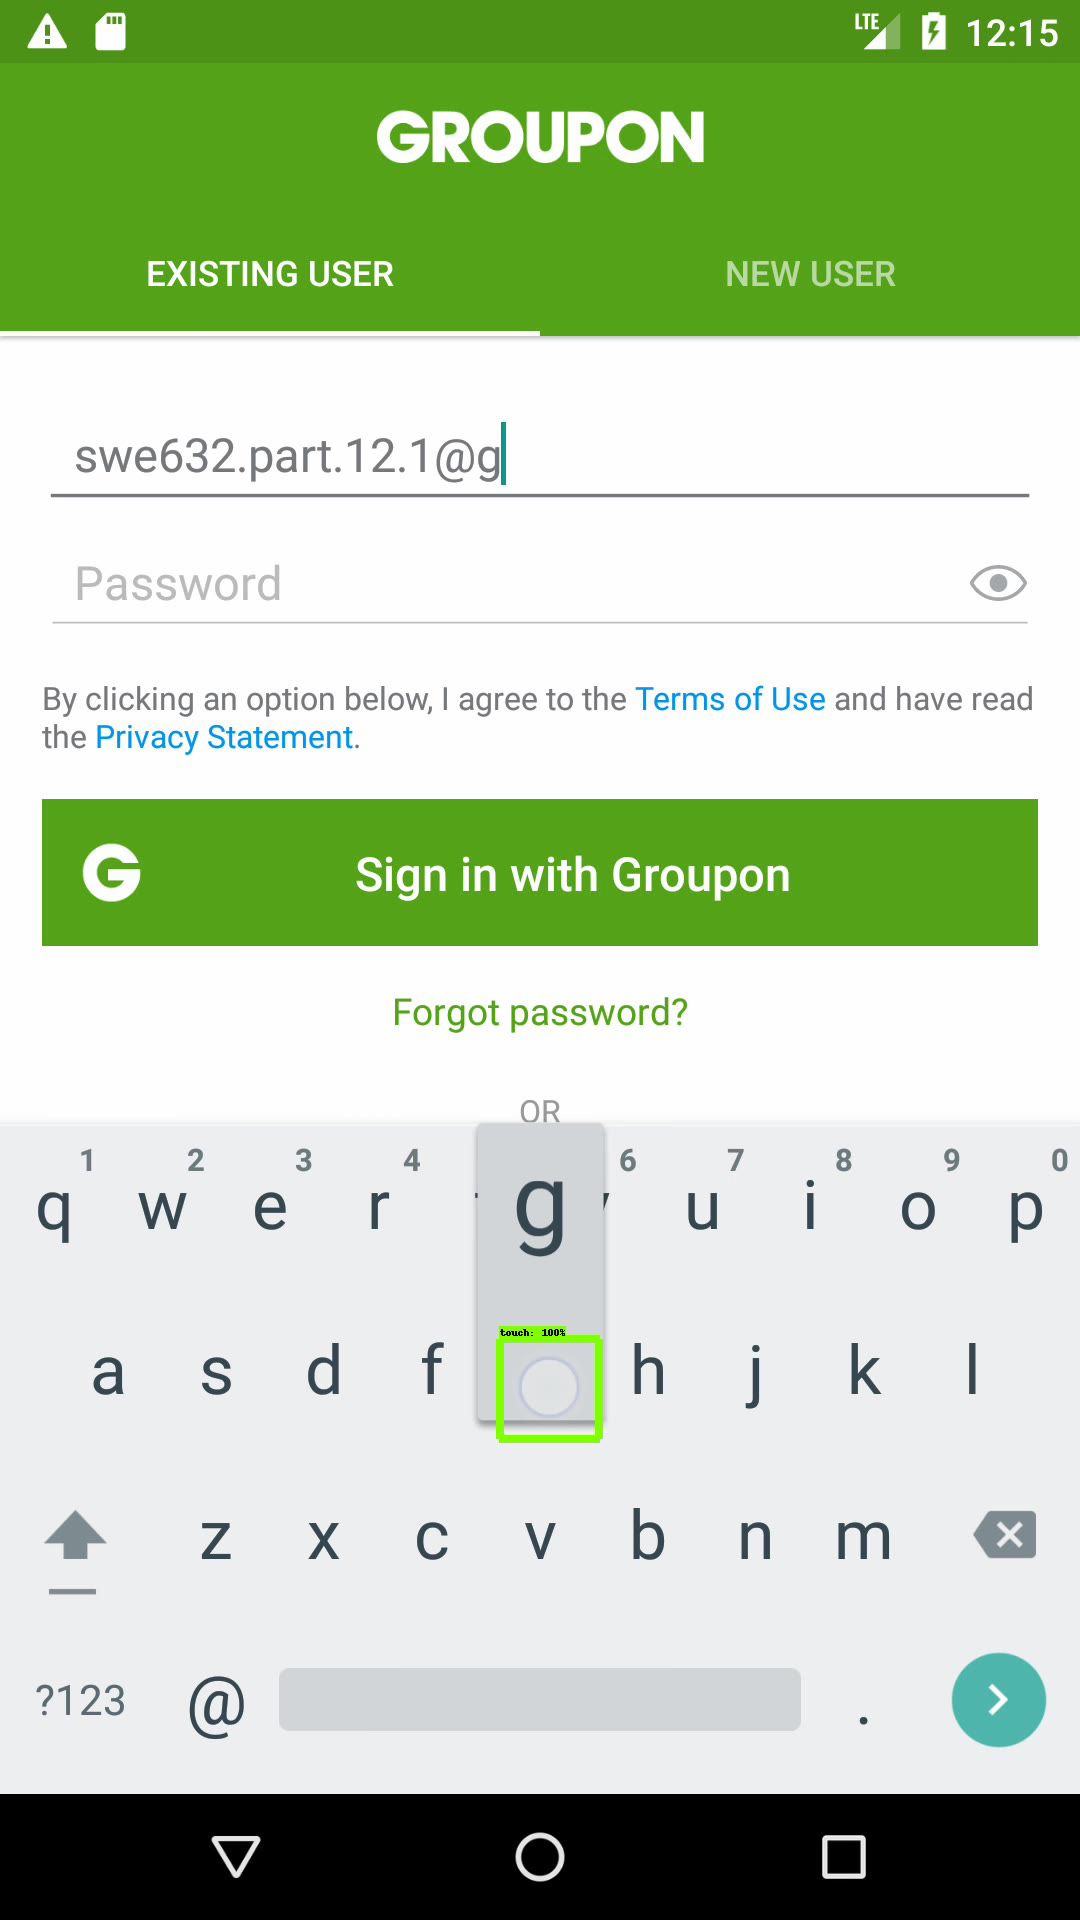 LTE 12:15
GROUPON
EXISTING USER NEW USER
swe632.part.12.1@g
Password
By clicking an option below, I agree to the Terms of Use and have read
the Privacy Statement.
G Sign in with Groupon
Forgot password?
OR
1 2 3 4 6 7 8 9 0
q w e r g u i o p
touch: 100%
a s d f h j k l
z x c v b n m
?123 @ .